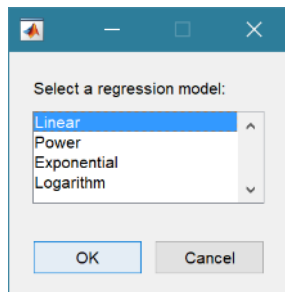 Select a regression model:
Linear
Power
Exponential
Logarithm
OK Cancel